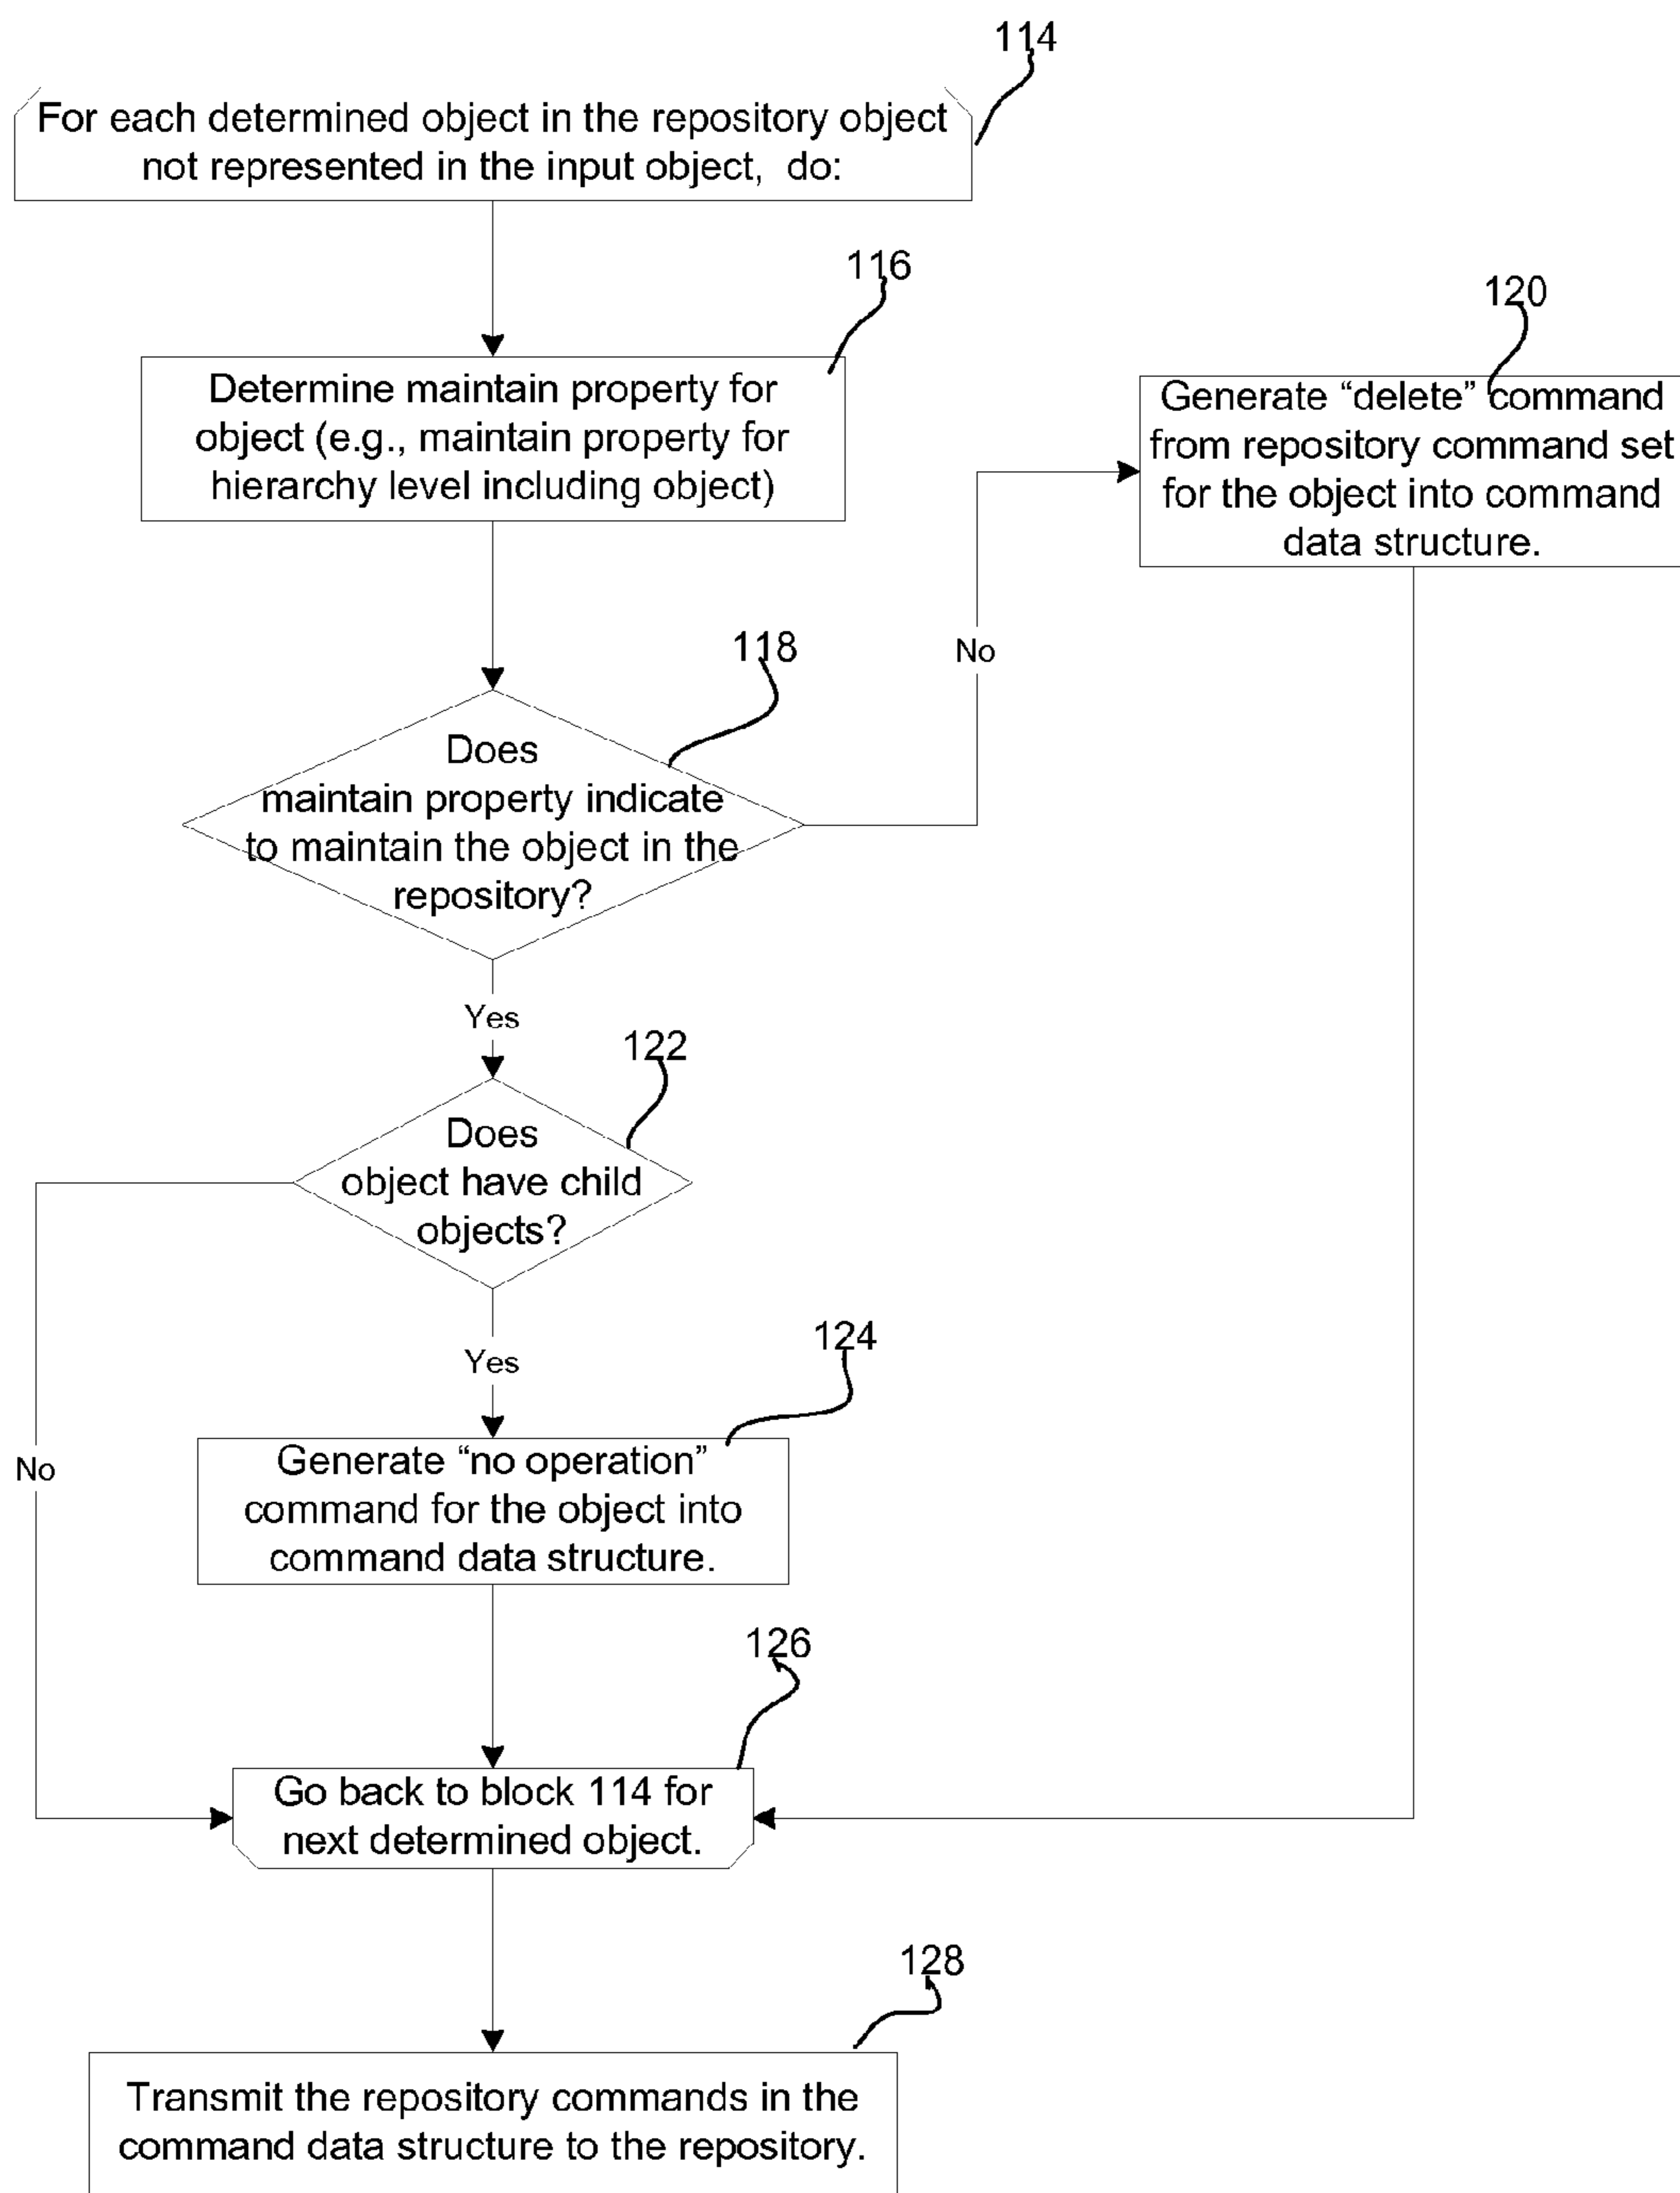 114
For each determined object in the repository object
not represented in the input object, do:
116
Determine maintain property for
object (e.g., maintain property for
hierarchy level including object)
120
Generate “delete” command
from repository command set
for the object into command
data structure.
118
No
Does
maintain property indicate
to maintain the object in the
repository?
Yes
122
Does
object have child
objects?
124
Yes
No
Generate “no operation”
command for the object into
command data structure.
126
Go back to block 114 for
next determined object.
128
Transmit the repository commands in the
command data structure to the repository.